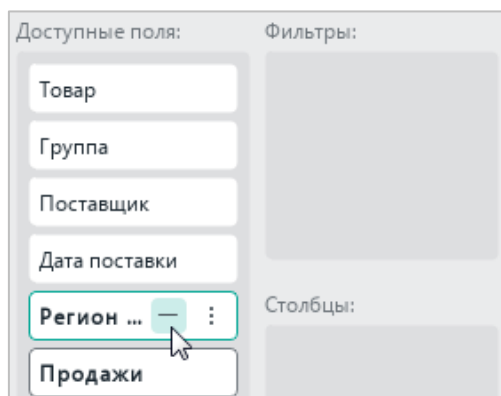 Доступные поля:
Фильтры:
Товар
Группа
Поставщик
Дата поставки
Регион ...
Столбцы:
Продажи